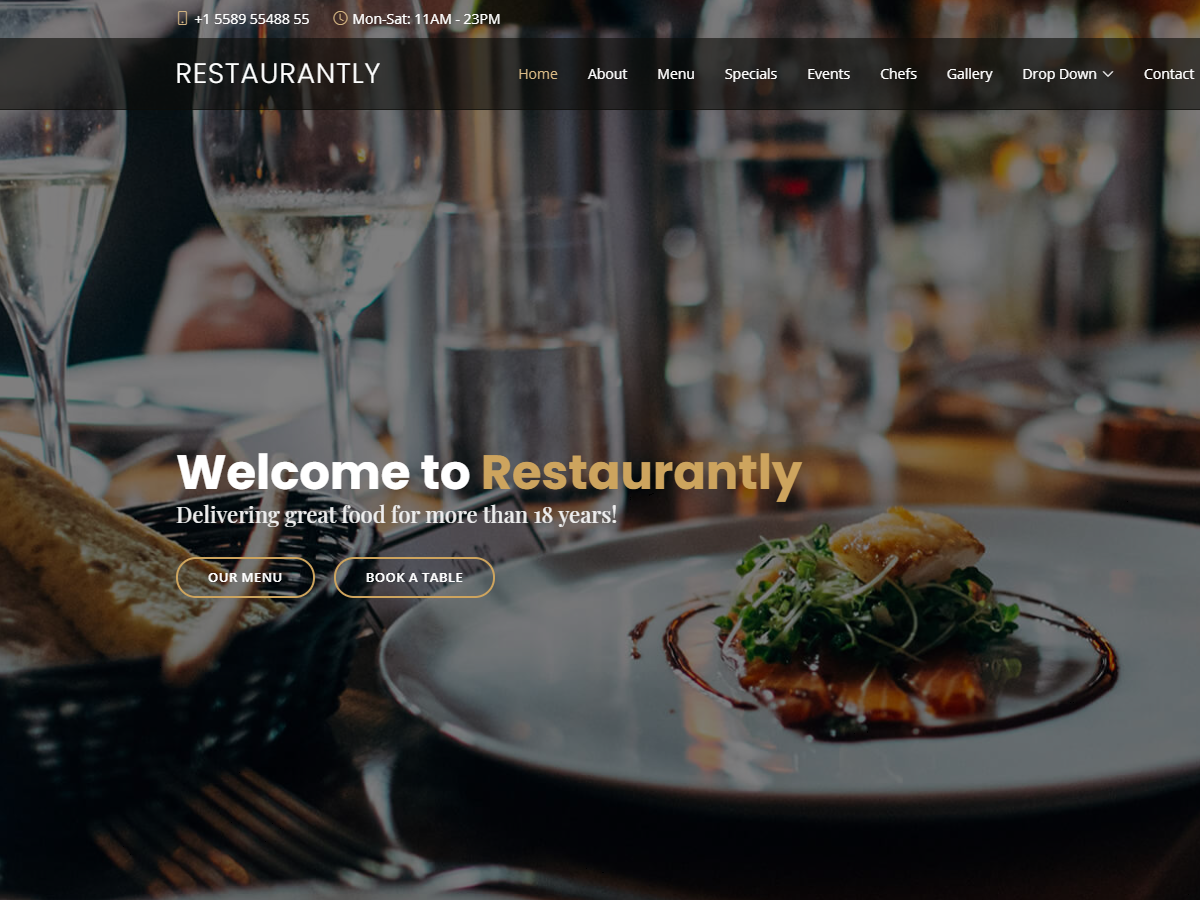 +1 5589 55488 55 Mon-Sat: 11AM - 23PM
RESTAURANTLY
Home About Menu Specials Events Chefs Gallery Drop Down Contact
Welcome to Restaurantly
Delivering great food for more than 18 years!
OUR MENU BOOK A TABLE